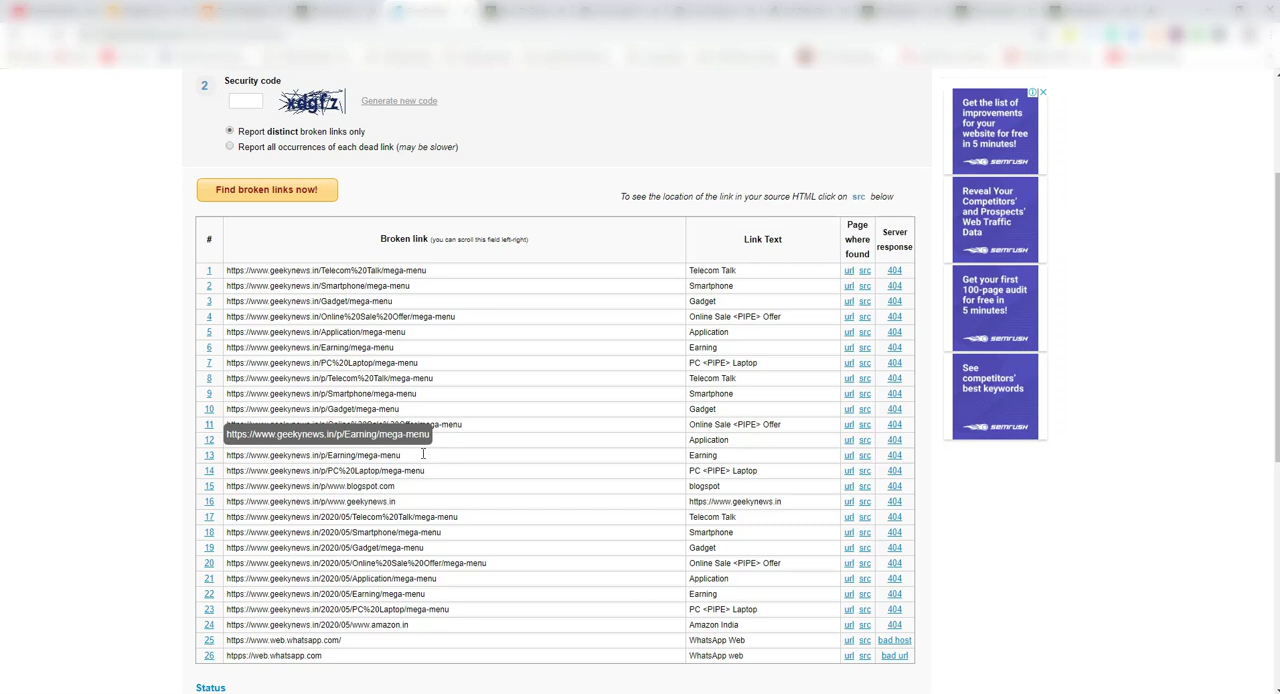 2
Security code
xdgfz
Generate new code
Report distinct broken links only
Report all occurrences of each dead link (may be slower)
Find broken links now!
To see the location of the link in your source HTML click on src below
# Broken link (you can scroll this field left-right) Link Text Page where found Server response
1 https://www.geekynews.in/Telecom%20Talk/mega-menu Telecom Talk url src 404
2 https://www.geekynews.in/Smartphone/mega-menu Smartphone url src 404
3 https://www.geekynews.in/Gadget/mega-menu Gadget url src 404
4 https://www.geekynews.in/Online%20Sale%20Offer/mega-menu Online Sale <PIPE> Offer url src 404
5 https://www.geekynews.in/Application/mega-menu Application url src 404
6 https://www.geekynews.in/Earning/mega-menu Earning url src 404
7 https://www.geekynews.in/PC%20Laptop/mega-menu PC <PIPE> Laptop url src 404
8 https://www.geekynews.in/p/Telecom%20Talk/mega-menu Telecom Talk url src 404
9 https://www.geekynews.in/p/Smartphone/mega-menu Smartphone url src 404
10 https://www.geekynews.in/p/Gadget/mega-menu Gadget url src 404
11 https://www.geekynews.in/p/Online%20Sale%20Offer/mega-menu Online Sale <PIPE> Offer url src 404
https://www.geekynews.in/p/Earning/mega-menu
12 Application url src 404
13 https://www.geekynews.in/p/Earning/mega-menu Earning url src 404
14 https://www.geekynews.in/p/PC%20Laptop/mega-menu PC <PIPE> Laptop url src 404
15 https://www.geekynews.in/p/www.blogspot.com blogspot url src 404
16 https://www.geekynews.in/p/www.geekynews.in https://www.geekynews.in url src 404
17 https://www.geekynews.in/2020/05/Telecom%20Talk/mega-menu Telecom Talk url src 404
18 https://www.geekynews.in/2020/05/Smartphone/mega-menu Smartphone url src 404
19 https://www.geekynews.in/2020/05/Gadget/mega-menu Gadget url src 404
20 https://www.geekynews.in/2020/05/Online%20Sale%20Offer/mega-menu Online Sale <PIPE> Offer url src 404
21 https://www.geekynews.in/2020/05/Application/mega-menu Application url src 404
22 https://www.geekynews.in/2020/05/Earning/mega-menu Earning url src 404
23 https://www.geekynews.in/2020/05/PC%20Laptop/mega-menu PC <PIPE> Laptop url src 404
24 https://www.geekynews.in/2020/05/www.amazon.in Amazon India url src 404
25 https://www.web.whatsapp.com/ WhatsApp Web url src bad host
26 htpps://web.whatsapp.com WhatsApp web url src bad url
Status
Get the list of
improvements
for your
website for free
in 5 minutes!
SEMRUSH
Reveal Your
Competitors'
and Prospects'
Web Traffic
Data
SEMRUSH
Get your first
100-page audit
for free in
5 minutes!
SEMRUSH
See
competitors'
best keywords
SEMRUSH